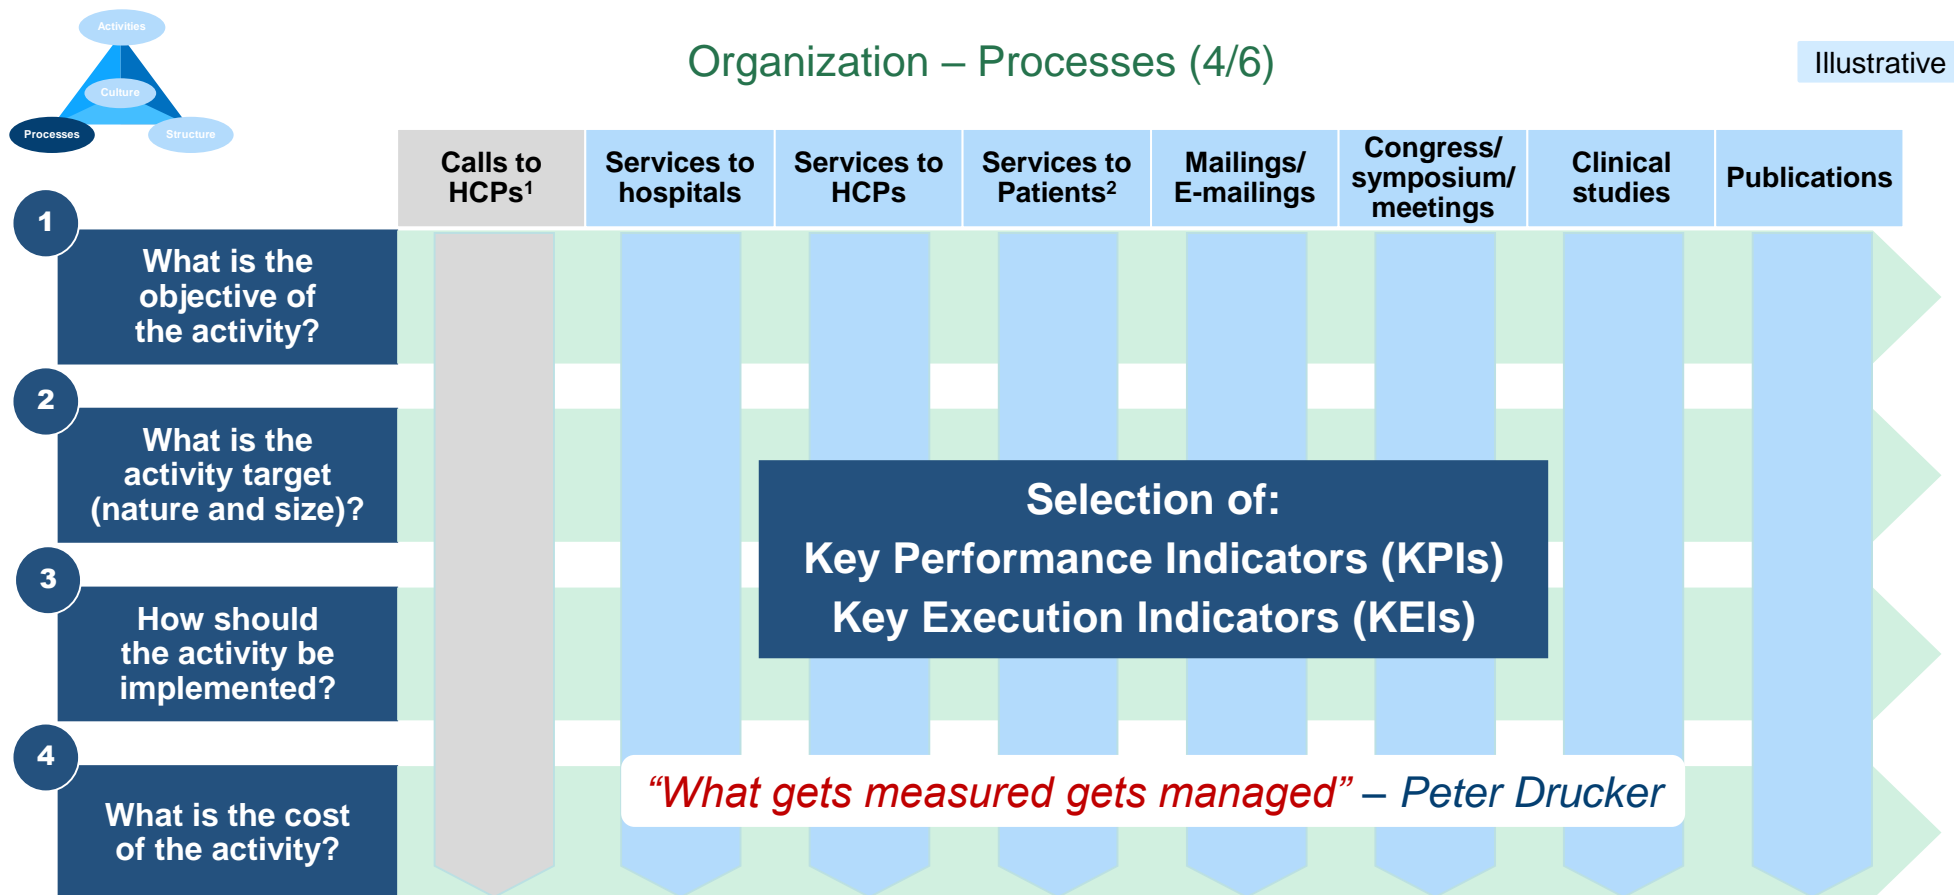 Activities
Culture
Processes
Structure
Organization – Processes (4/6)
Illustrative
Calls to
HCPs¹
Services to
hospitals
Services to
HCPs
Services to
Patients²
Mailings/
E-mailings
Congress/
symposium/
meetings
Clinical
studies
Publications
1
What is the
objective of
the activity?
2
What is the
activity target
(nature and size)?
3
How should
the activity be
implemented?
4
What is the cost
of the activity?
Selection of:
Key Performance Indicators (KPIs)
Key Execution Indicators (KEIs)
“What gets measured gets managed” – Peter Drucker